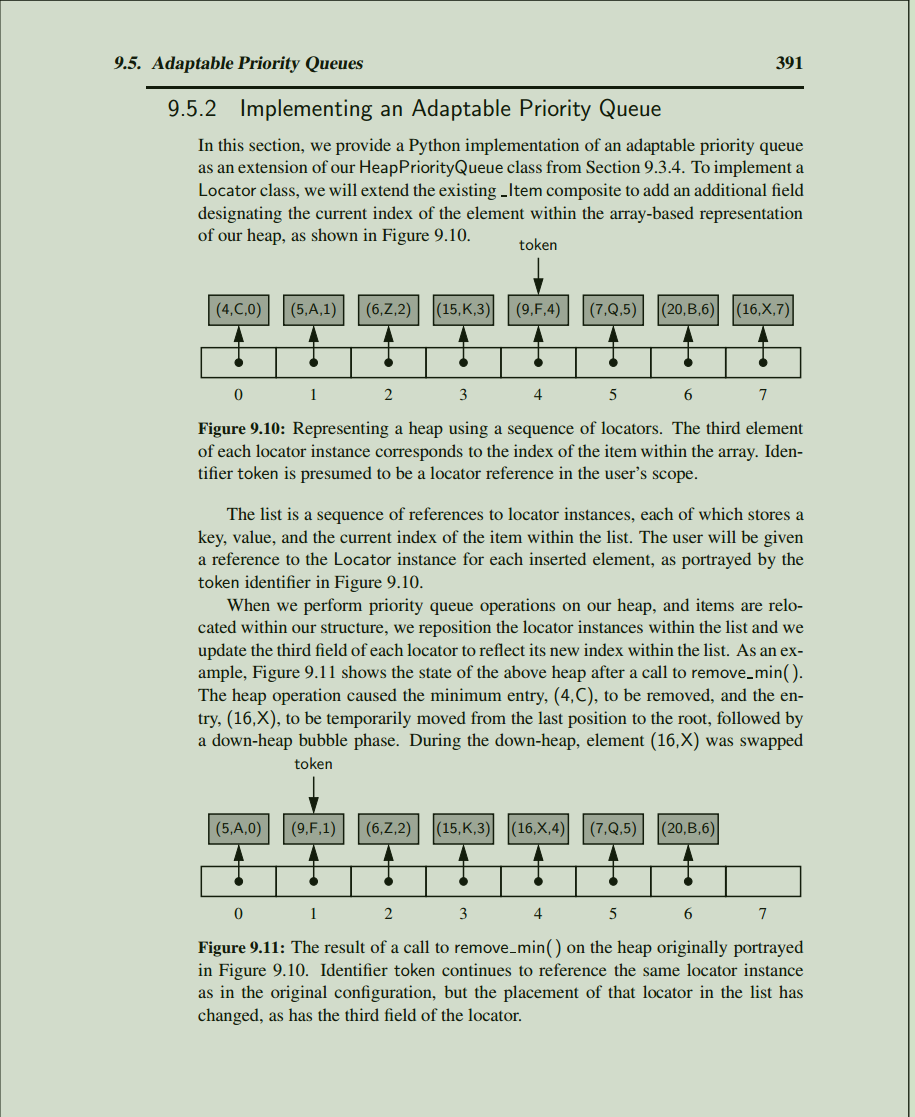 9.5. Adaptable Priority Queues 391
9.5.2 Implementing an Adaptable Priority Queue
In this section, we provide a Python implementation of an adaptable priority queue
as an extension of our HeapPriorityQueue class from Section 9.3.4. To implement a
Locator class, we will extend the existing _Item composite to add an additional field
designating the current index of the element within the array-based representation
of our heap, as shown in Figure 9.10.
token
(4,C,0) (5,A,1) (6,Z,2) (15,K,3) (9,F,4) (7,Q,5) (20,B,6) (16,X,7)
0 1 2 3 4 5 6 7
Figure 9.10: Representing a heap using a sequence of locators. The third element
of each locator instance corresponds to the index of the item within the array. Iden-
tifier token is presumed to be a locator reference in the user's scope.
The list is a sequence of references to locator instances, each of which stores a
key, value, and the current index of the item within the list. The user will be given
a reference to the Locator instance for each inserted element, as portrayed by the
token identifier in Figure 9.10.
When we perform priority queue operations on our heap, and items are relo-
cated within our structure, we reposition the locator instances within the list and we
update the third field of each locator to reflect its new index within the list. As an ex-
ample, Figure 9.11 shows the state of the above heap after a call to remove_min().
The heap operation caused the minimum entry, (4,C), to be removed, and the en-
try, (16,X), to be temporarily moved from the last position to the root, followed by
a down-heap bubble phase. During the down-heap, element (16,X) was swapped
token
(5,A,0) (9,F,1) (6,Z,2) (15,K,3) (16,X,4) (7,Q,5) (20,B,6)
0 1 2 3 4 5 6 7
Figure 9.11: The result of a call to remove_min() on the heap originally portrayed
in Figure 9.10. Identifier token continues to reference the same locator instance
as in the original configuration, but the placement of that locator in the list has
changed, as has the third field of the locator.